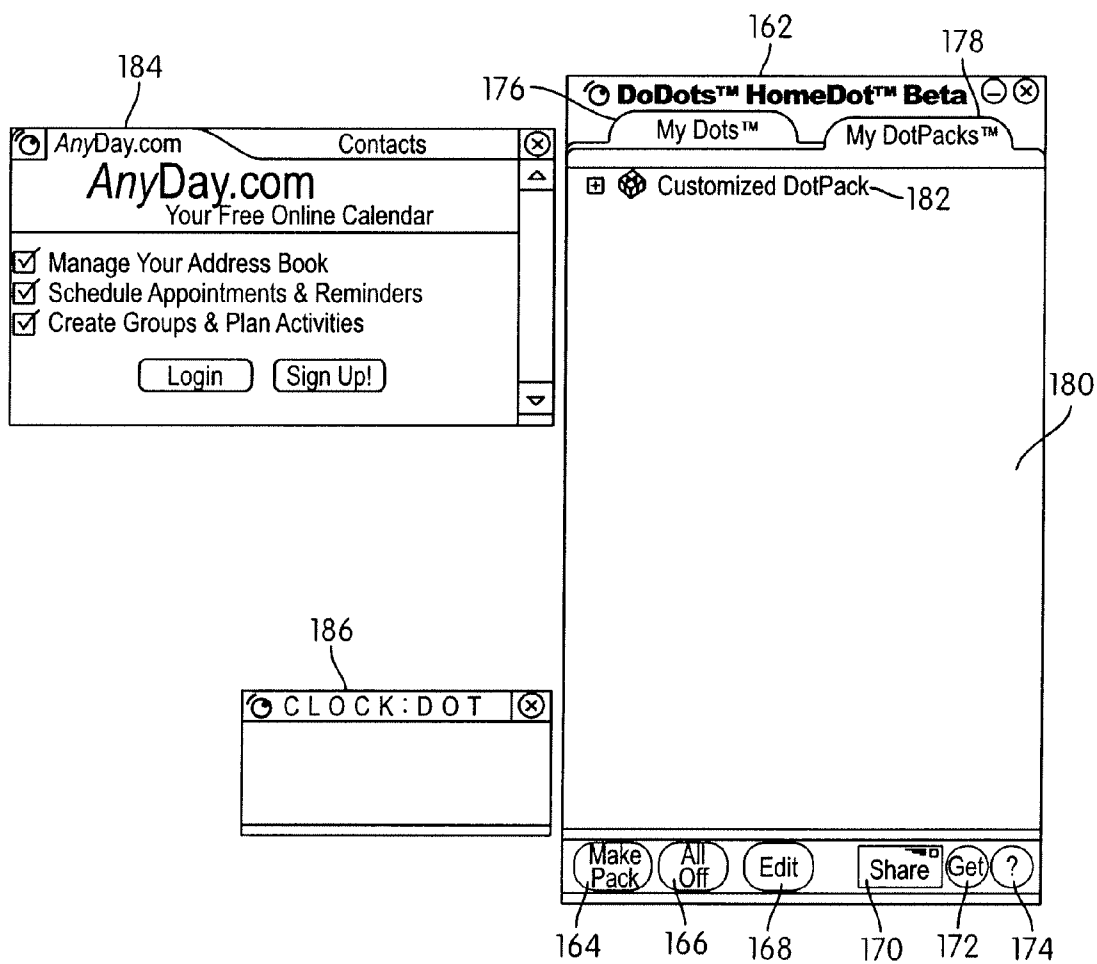 184
AnyDay.com
Contacts
AnyDay.com
Your Free Online Calendar
Manage Your Address Book
Schedule Appointments & Reminders
Create Groups & Plan Activities
Login
Sign Up!
186
CLOCK:DOT
162
178
176
DoDots™ HomeDot™ Beta
My Dots™
My DotPacks™
Customized DotPack
182
180
Make
Pack
All
Off
Edit
Share
Get
?
164
166
168
170
172
174